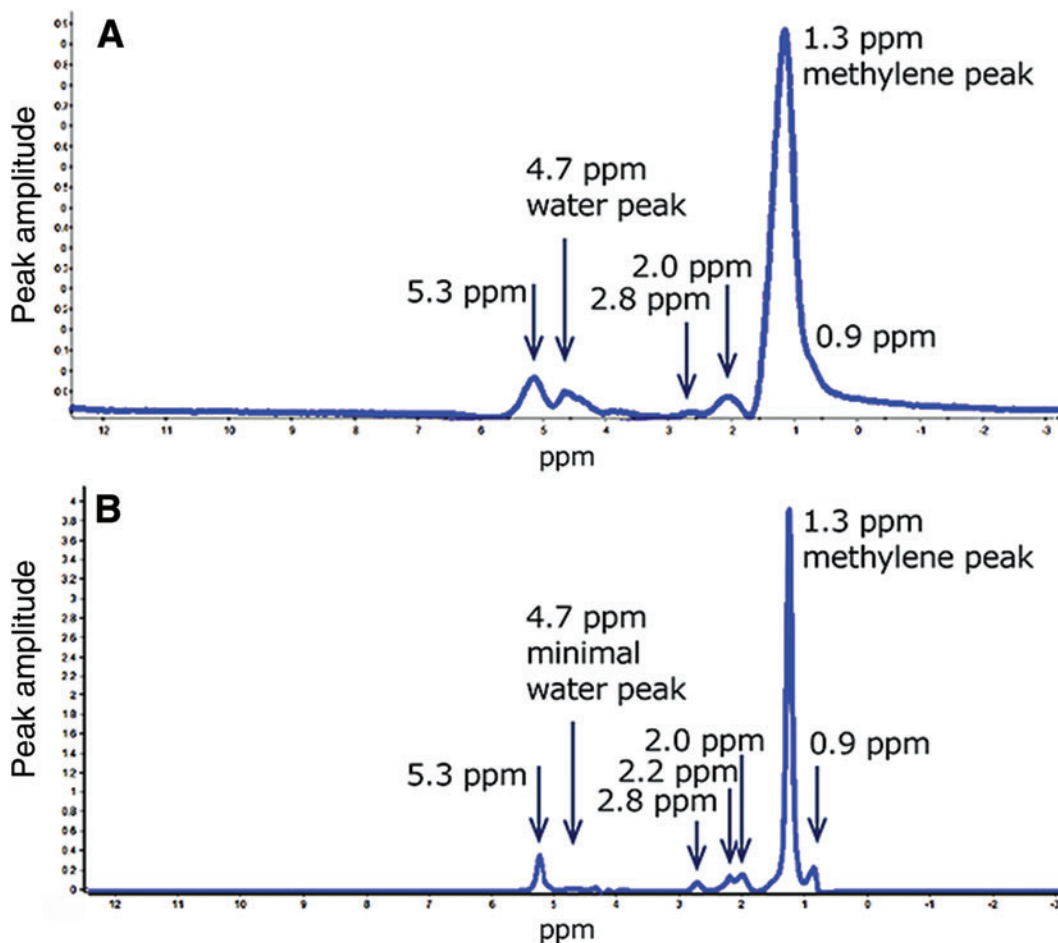 A
1.3 ppm
methylene peak
4.7 ppm
water peak
5.3 ppm
2.0 ppm
2.8 ppm
0.9 ppm
Peak amplitude
12 11 10 9 8 7 6 5 4 3 2 1 0 -1 -2 -3
ppm
B
1.3 ppm
methylene peak
4.7 ppm
minimal
water peak
5.3 ppm
2.0 ppm
2.2 ppm
2.8 ppm
0.9 ppm
Peak amplitude
4
3.8
3.6
3.4
3.2
3
2.8
2.6
2.4
2.2
2
1.8
1.6
1.4
1.2
1
0.8
0.6
0.4
0.2
0
12 11 10 9 8 7 6 5 4 3 2 1 0 -1 -2
ppm